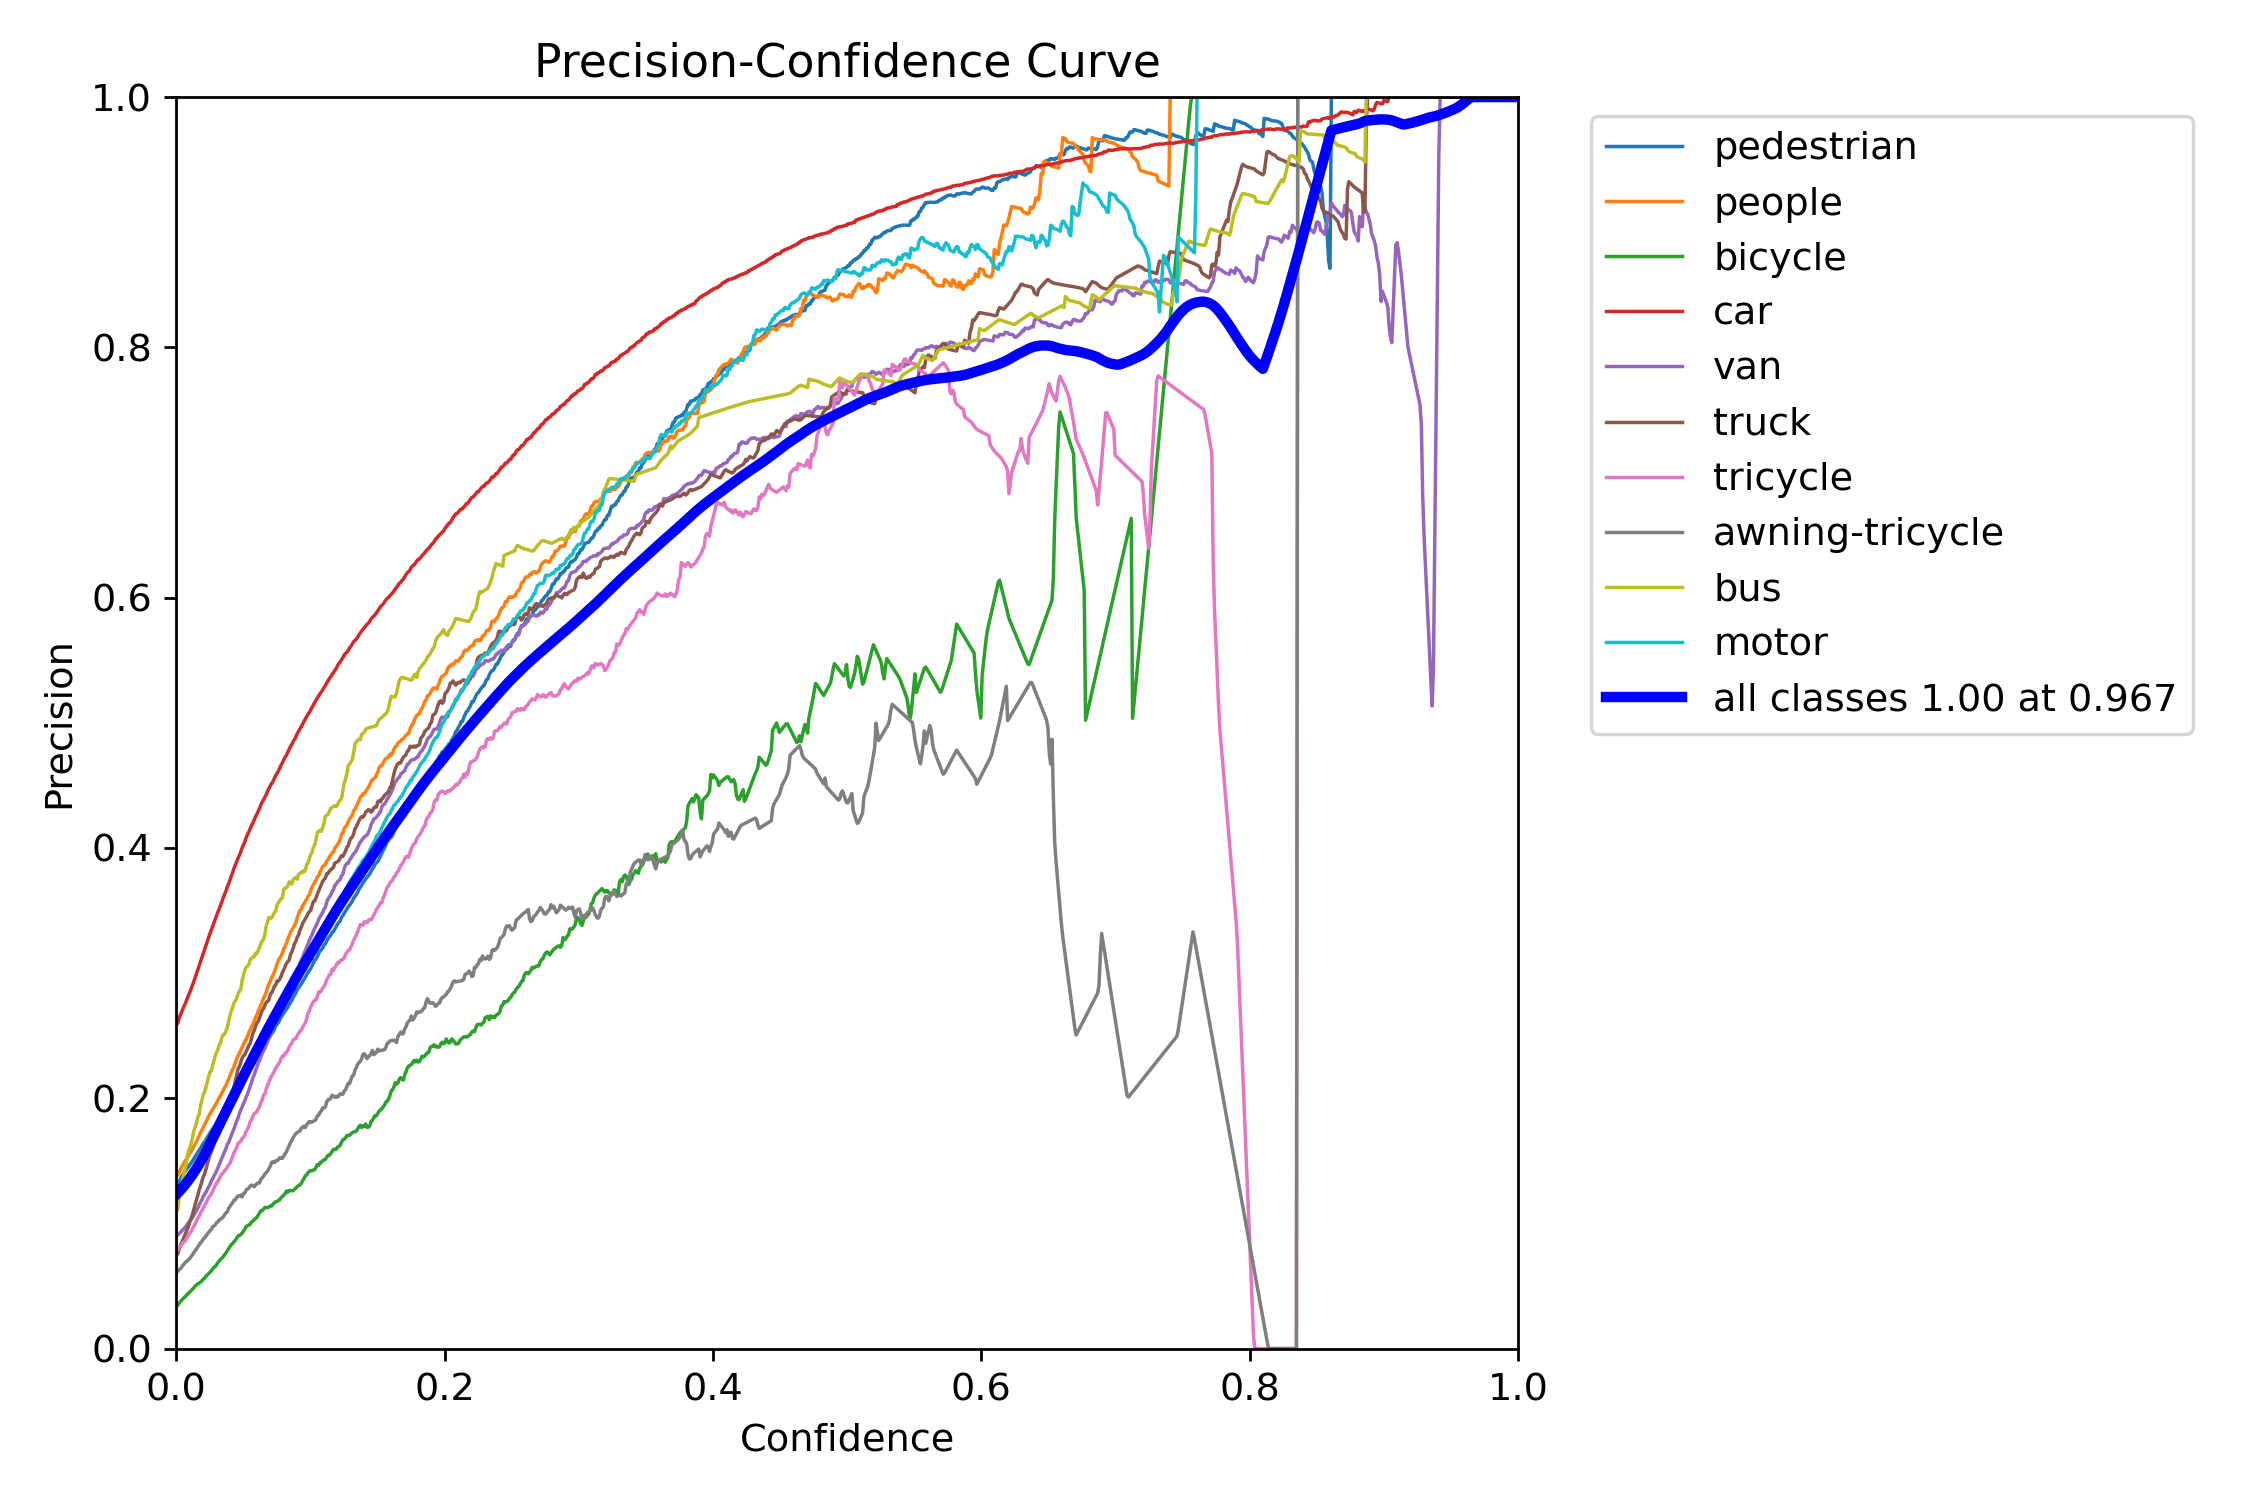 Precision-Confidence Curve
1.0
0.8
0.6
0.4
0.2
0.0
Precision
0.0 0.2 0.4 0.6 0.8 1.0
Confidence
pedestrian
people
bicycle
car
van
truck
tricycle
awning-tricycle
bus
motor
all classes 1.00 at 0.967